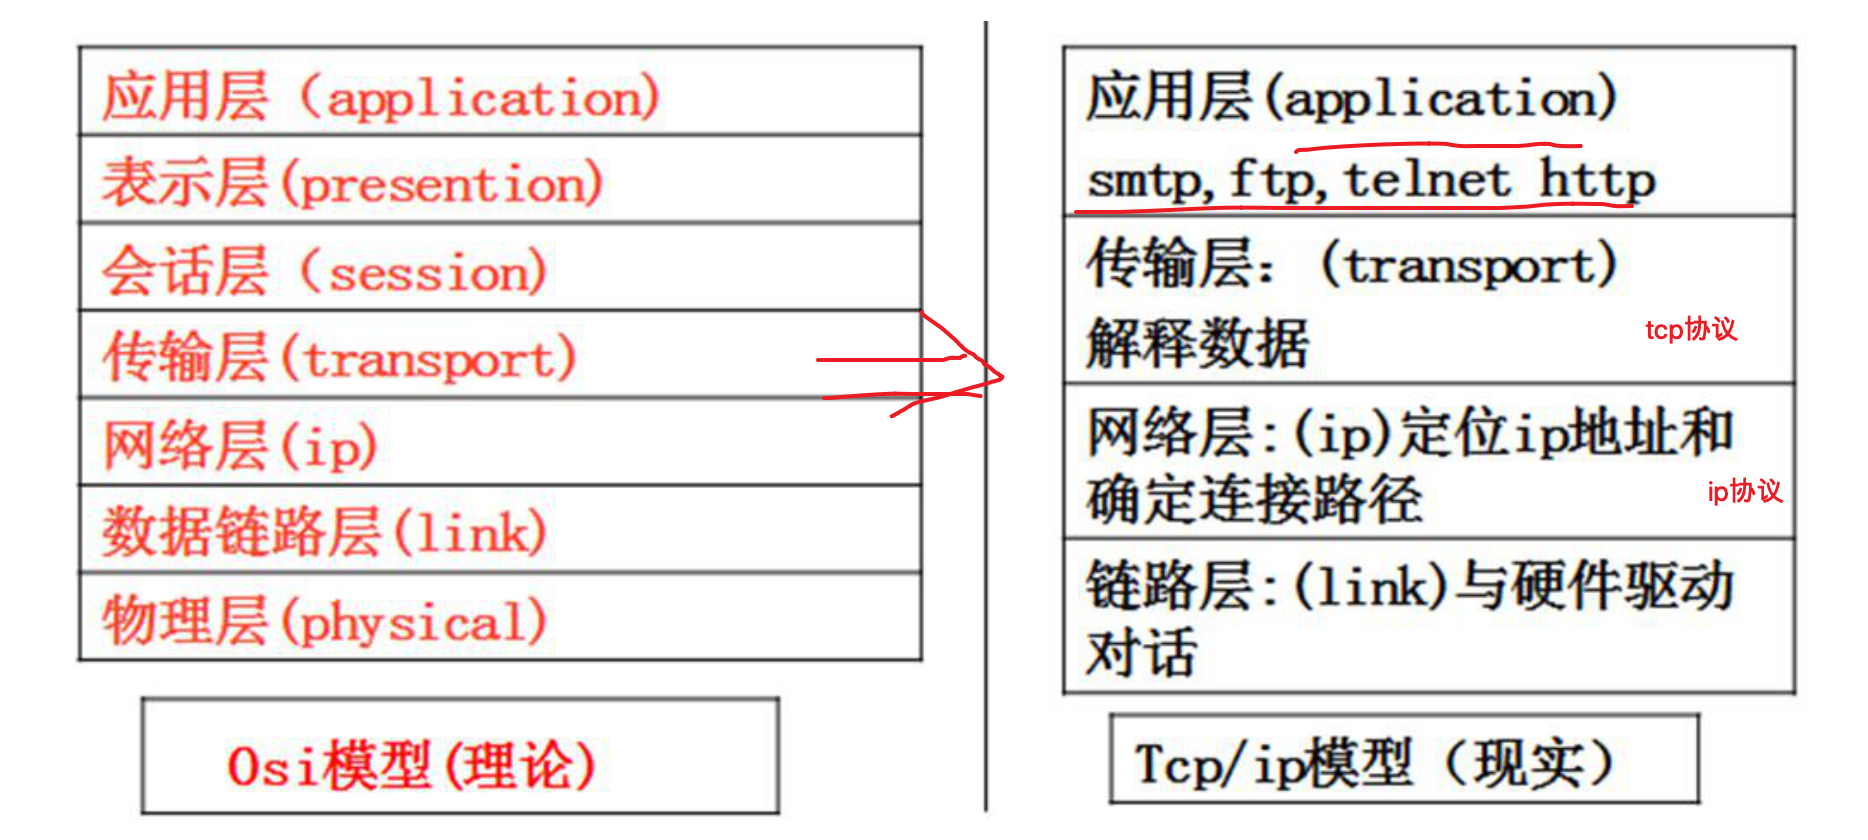 应用层（application)
表示层(presention)
会话层（session)
传输层(transport)
网络层(ip)
数据链路层(link)
物理层(physical)
Osi模型(理论)
应用层(application)
smtp,ftp,telnet http
传输层：(transport)
解释数据
tcp协议
网络层:(ip)定位ip地址和
确定连接路径
ip协议
链路层:(link)与硬件驱动
对话
Tcp/ip模型（现实）